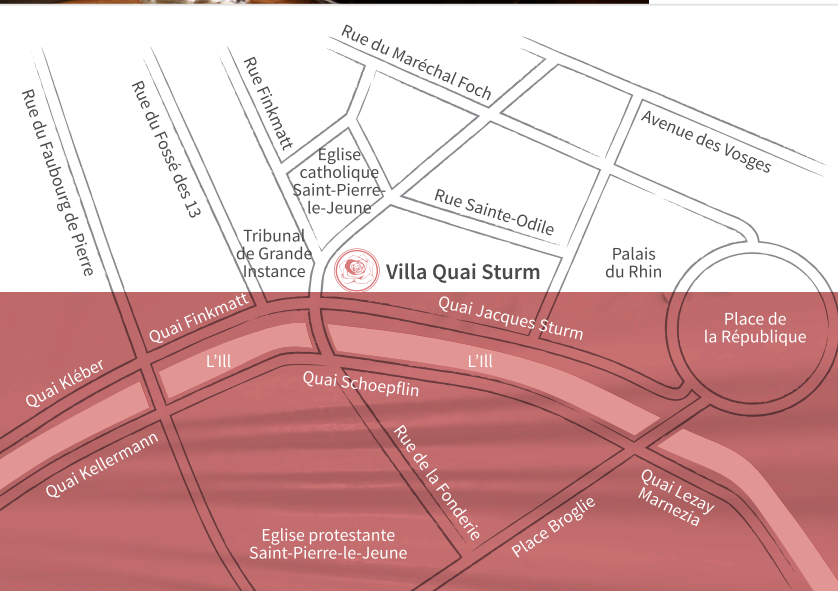 Rue du Maréchal Foch
Rue Finkmatt
Rue du Fossé des 13
Rue du Faubourg de Pierre
Avenue des Vosges
Eglise
catholique
Saint-Pierre-
le-Jeune
Rue Sainte-Odile
Tribunal
de Grande
Instance
Villa Quai Sturm
Palais
du Rhin
Quai Finkmatt
Quai Jacques Sturm
Place de
la République
L'Ill
L'Ill
Quai Kléber
Quai Schoepflin
Quai Kellermann
Rue de la Fonderie
Quai Lezay
Marnezia
Place Broglie
Eglise protestante
Saint-Pierre-le-Jeune